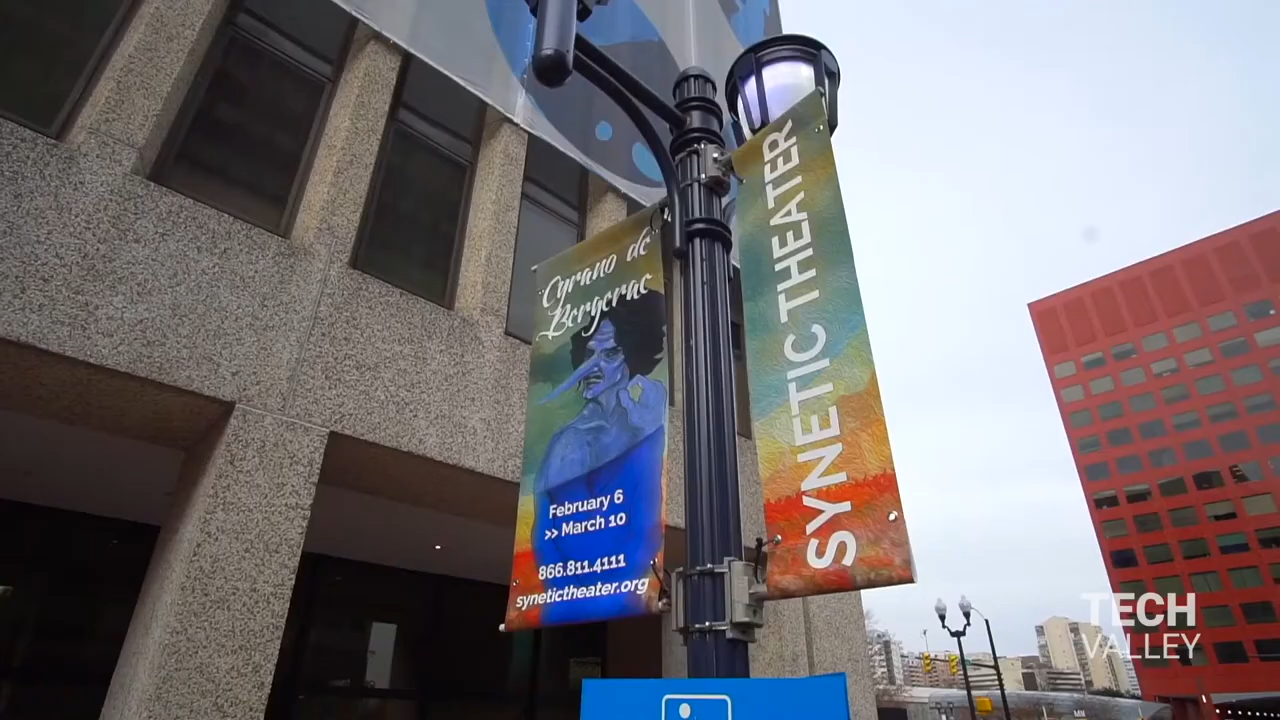 Cyrano de
Bergerac
February 6
>> March 10
866.811.4111
synetictheater.org
SYNETIC THEATER
TECH
VALLEY